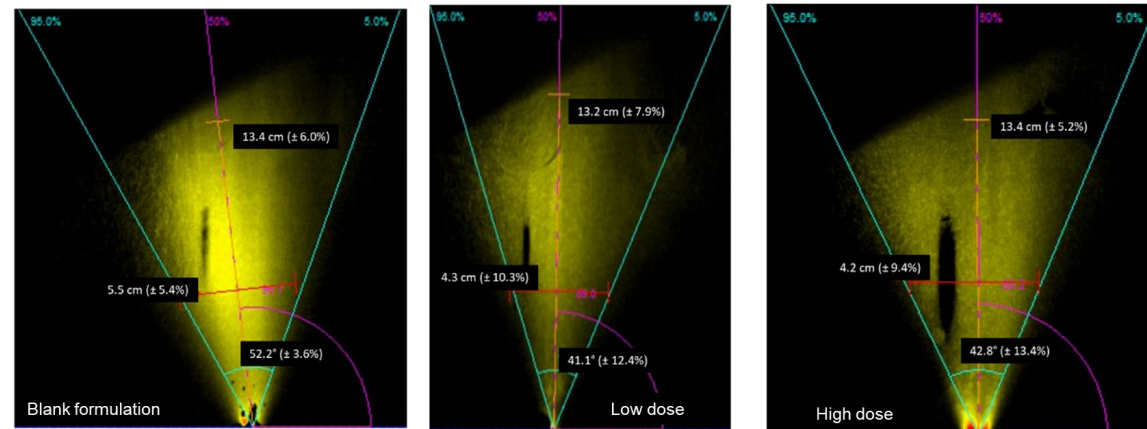 95.0%
50%
5.0%
13.4 cm (± 6.0%)
5.5 cm (± 5.4%)
52.2° (± 3.6%)
Blank formulation
95.0%
50%
5.0%
13.2 cm (± 7.9%)
4.3 cm (± 10.3%)
89.0
41.1° (± 12.4%)
Low dose
95.0%
50%
5.0%
13.4 cm (± 5.2%)
4.2 cm (± 9.4%)
42.8° (± 13.4%)
High dose